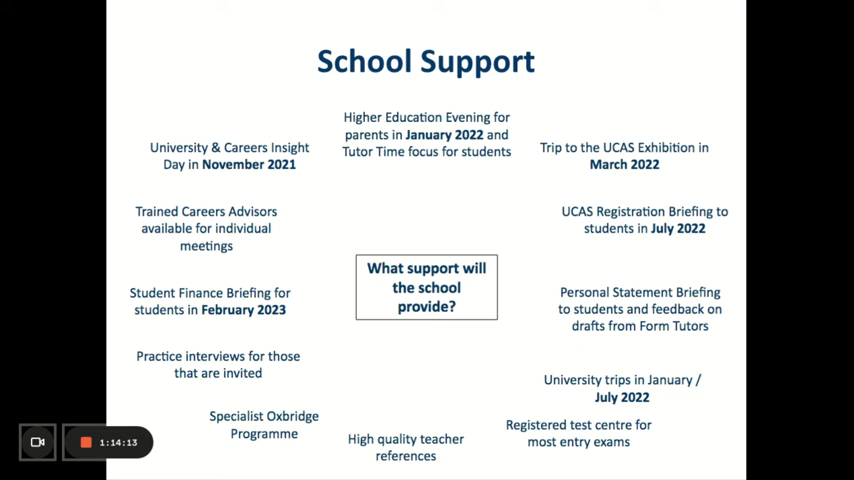 School Support
Higher Education Evening for
parents in January 2022 and
Tutor Time focus for students
University & Careers Insight
Day in November 2021
Trip to the UCAS Exhibition in
March 2022
Trained Careers Advisors
available for individual
meetings
UCAS Registration Briefing to
students in July 2022
What support will
the school
provide?
Student Finance Briefing for
students in February 2023
Personal Statement Briefing
to students and feedback on
drafts from Form Tutors
Practice interviews for those
that are invited
University trips in January /
July 2022
Specialist Oxbridge
Programme
High quality teacher
references
Registered test centre for
most entry exams
1:14:13